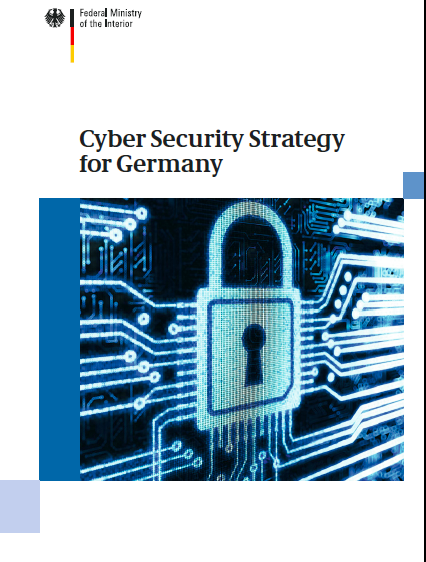 Federal Ministry
of the Interior
Cyber Security Strategy
for Germany